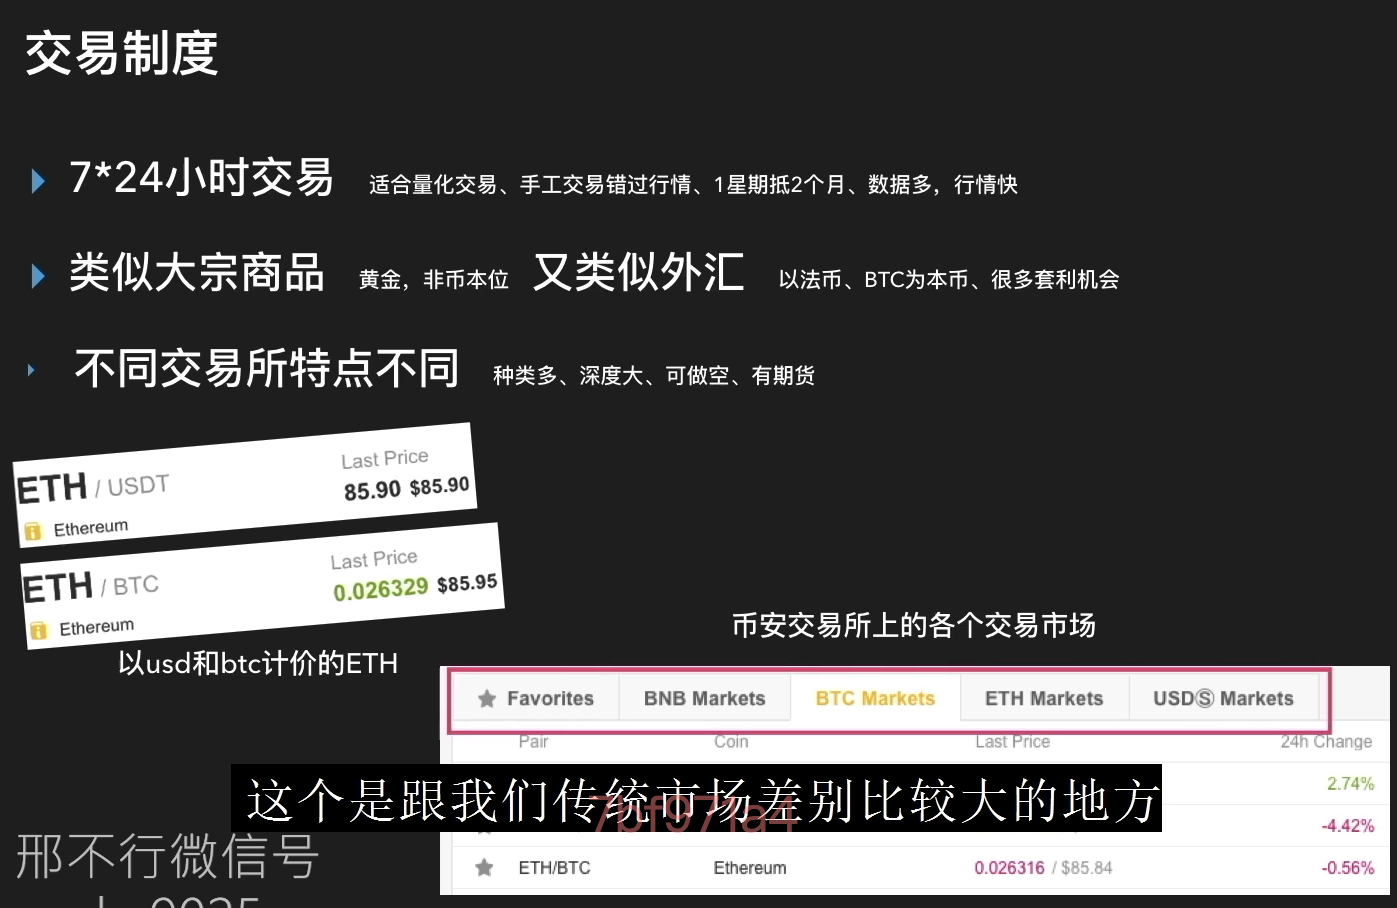 交易制度
7*24小时交易 适合量化交易、手工交易错过行情、1星期抵2个月、数据多，行情快
类似大宗商品 黄金，非币本位 又类似外汇 以法币、BTC为本币、很多套利机会
不同交易所特点不同 种类多、深度大、可做空、有期货
ETH / USDT Last Price
85.90 $85.90
Ethereum
ETH / BTC Last Price
0.026329 $85.95
Ethereum
以usd和btc计价的ETH
币安交易所上的各个交易市场
Favorites BNB Markets BTC Markets ETH Markets USDⓈ Markets
Pair Coin Last Price 24h Change
2.74%
这个是跟我们传统市场差别比较大的地方
7bf971a4
-4.42%
ETH/BTC Ethereum 0.026316 / $85.84 -0.56%
邢不行微信号